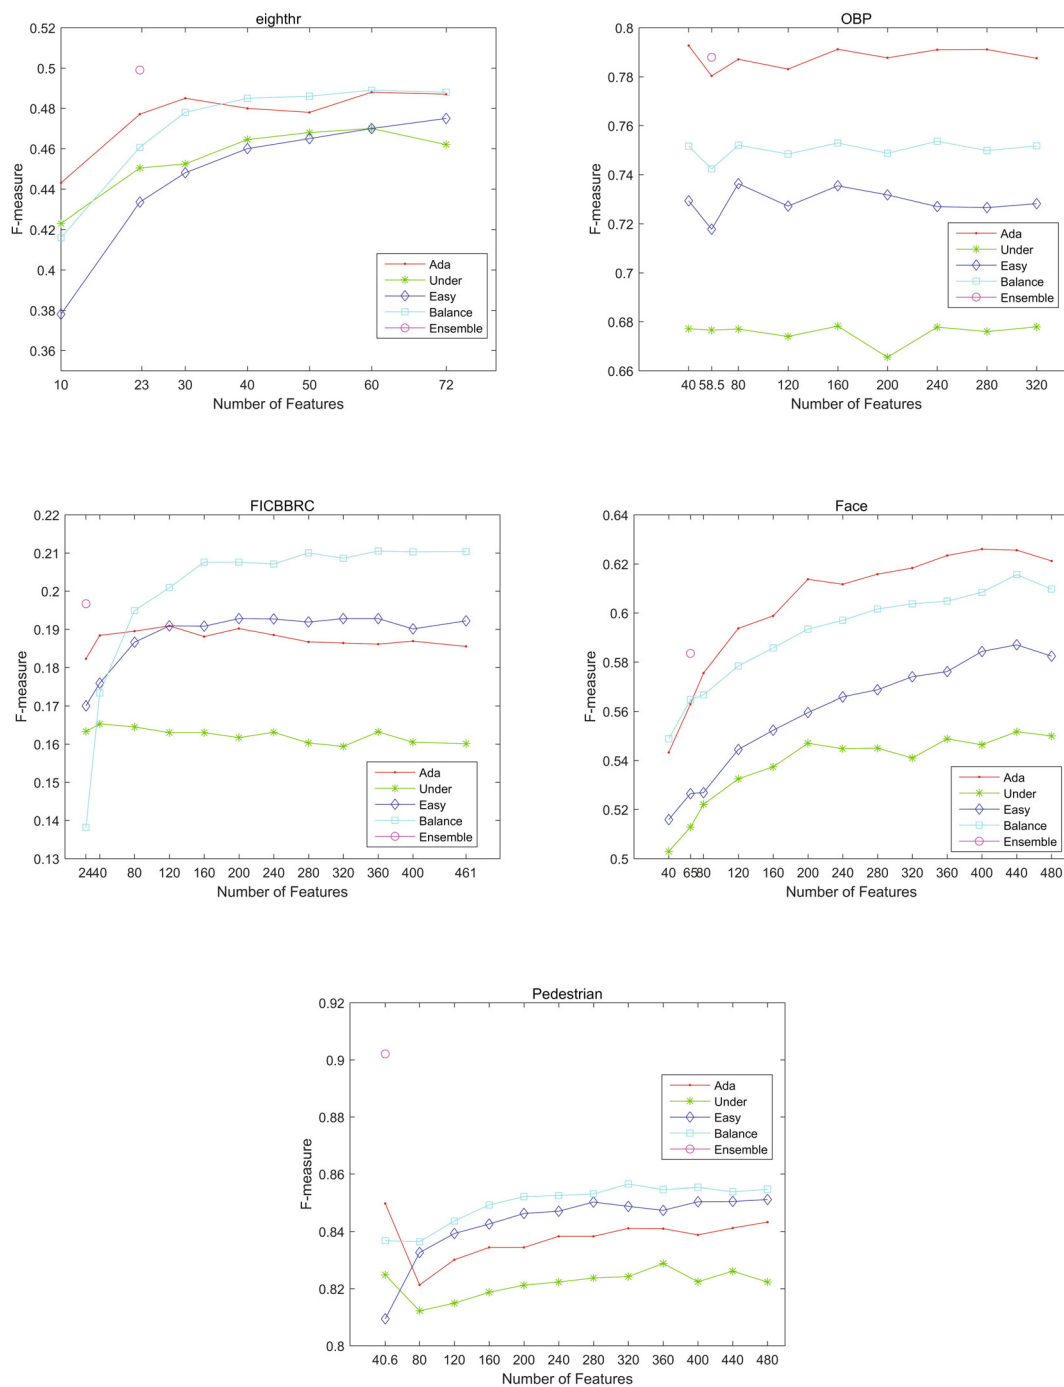 eighthr
0.52
0.5
0.48
0.46
0.44
0.42
0.4
0.38
0.36
F-measure
Ada
Under
Easy
Balance
Ensemble
10 23 30 40 50 60 72
Number of Features
OBP
0.8
0.78
0.76
0.74
0.72
0.7
0.68
0.66
F-measure
Ada
Under
Easy
Balance
Ensemble
40 58.5 80 120 160 200 240 280 320
Number of Features
FICBBRC
0.22
0.21
0.2
0.19
0.18
0.17
0.16
0.15
0.14
0.13
F-measure
Ada
Under
Easy
Balance
Ensemble
24 40 80 120 160 200 240 280 320 360 400 461
Number of Features
Face
0.64
0.62
0.6
0.58
0.56
0.54
0.52
0.5
F-measure
Ada
Under
Easy
Balance
Ensemble
40 65 80 120 160 200 240 280 320 360 400 440 480
Number of Features
Pedestrian
0.92
0.9
0.88
0.86
0.84
0.82
0.8
F-measure
Ada
Under
Easy
Balance
Ensemble
40.6 80 120 160 200 240 280 320 360 400 440 480
Number of Features